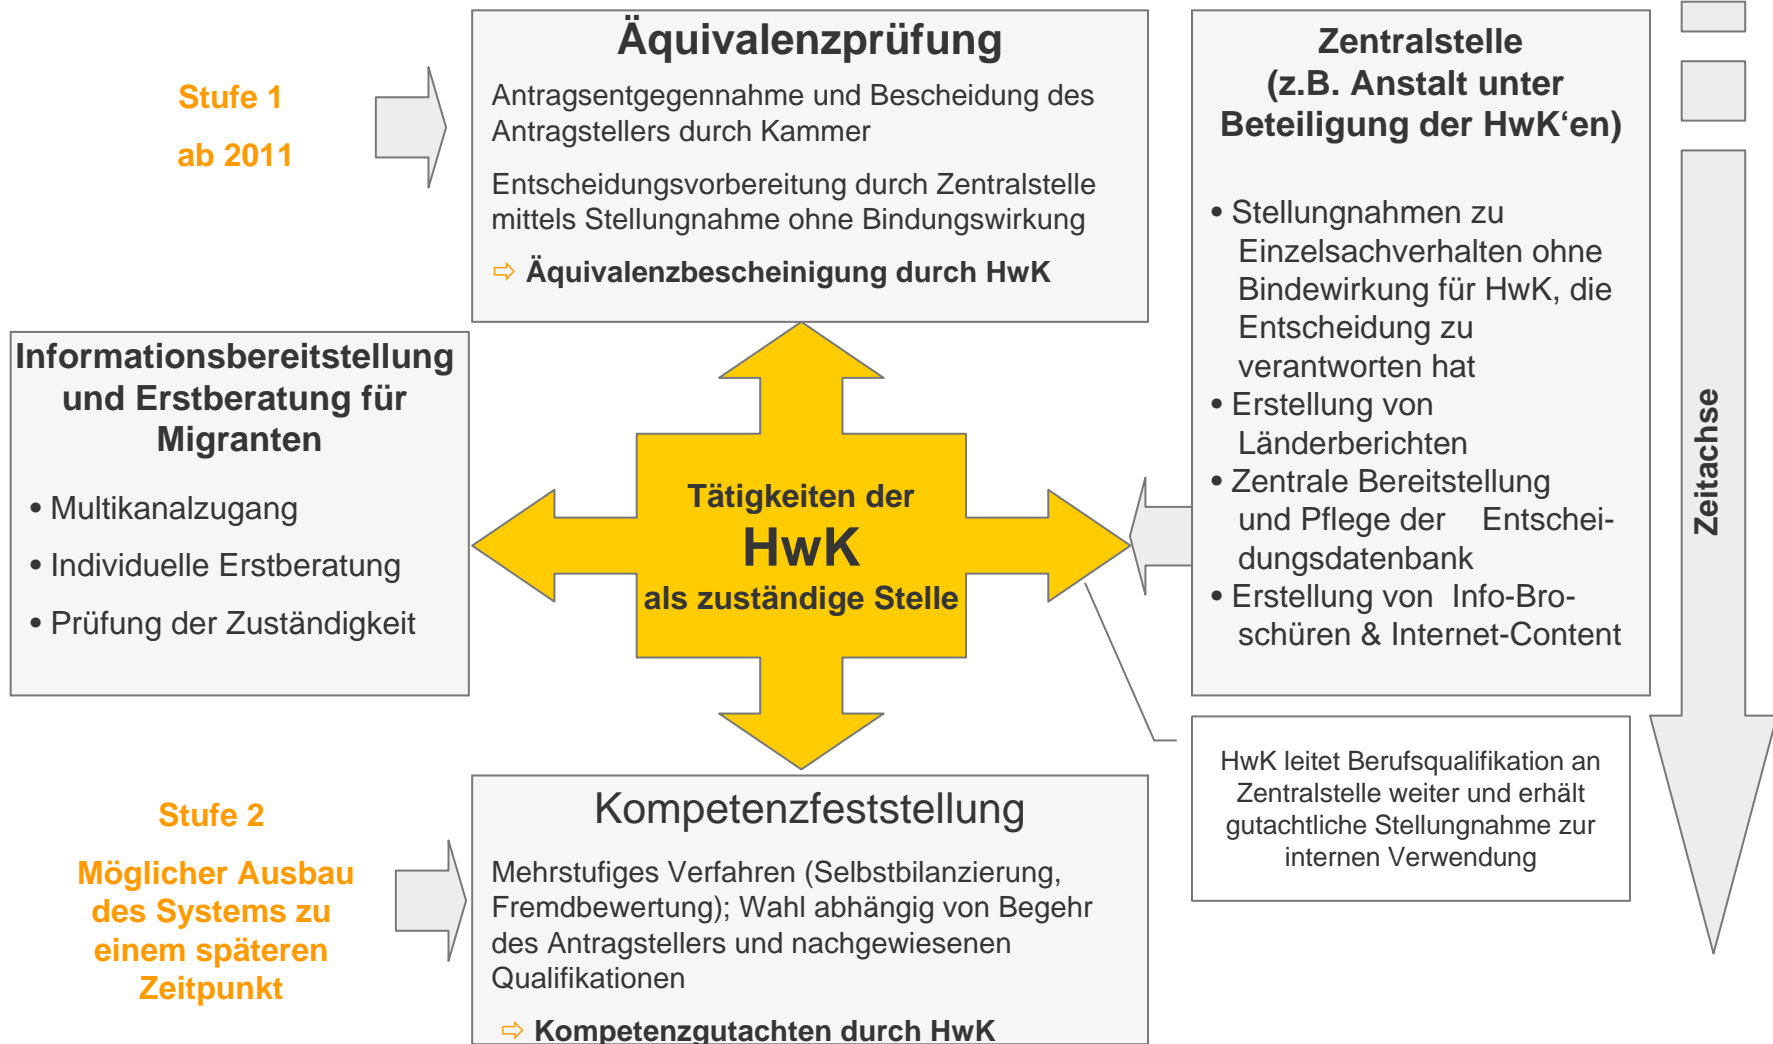 Stufe 1
ab 2011
Äquivalenzprüfung
Antragsentgegennahme und Bescheidung des
Antragstellers durch Kammer
Entscheidungsvorbereitung durch Zentralstelle
mittels Stellungnahme ohne Bindungswirkung
⇨ Äquivalenzbescheinigung durch HwK
Zentralstelle
(z.B. Anstalt unter
Beteiligung der HwK‘en)
• Stellungnahmen zu
Einzelsachverhalten ohne
Bindewirkung für HwK, die
Entscheidung zu
verantworten hat
• Erstellung von
Länderberichten
• Zentrale Bereitstellung
und Pflege der Entschei-
dungsdatenbank
• Erstellung von Info-Bro-
schüren & Internet-Content
Zeitachse
Informationsbereitstellung
und Erstberatung für
Migranten
• Multikanalzugang
• Individuelle Erstberatung
• Prüfung der Zuständigkeit
Tätigkeiten der
HwK
als zuständige Stelle
HwK leitet Berufsqualifikation an
Zentralstelle weiter und erhält
gutachtliche Stellungnahme zur
internen Verwendung
Stufe 2
Möglicher Ausbau
des Systems zu
einem späteren
Zeitpunkt
Kompetenzfeststellung
Mehrstufiges Verfahren (Selbstbilanzierung,
Fremdbewertung); Wahl abhängig von Begehr
des Antragstellers und nachgewiesenen
Qualifikationen
⇨ Kompetenzgutachten durch HwK